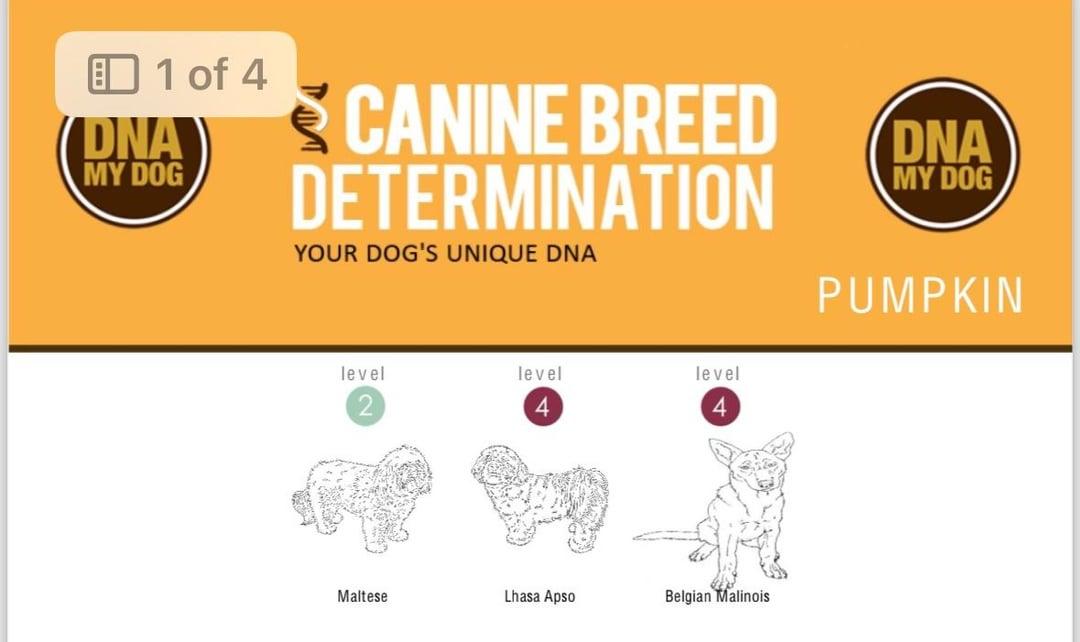 1 of 4
DNA
MY DOG
CANINE BREED
DETERMINATION
YOUR DOG'S UNIQUE DNA
DNA
MY DOG
PUMPKIN
level
level
level
2
4
4
Maltese
Lhasa Apso
Belgian Malinois